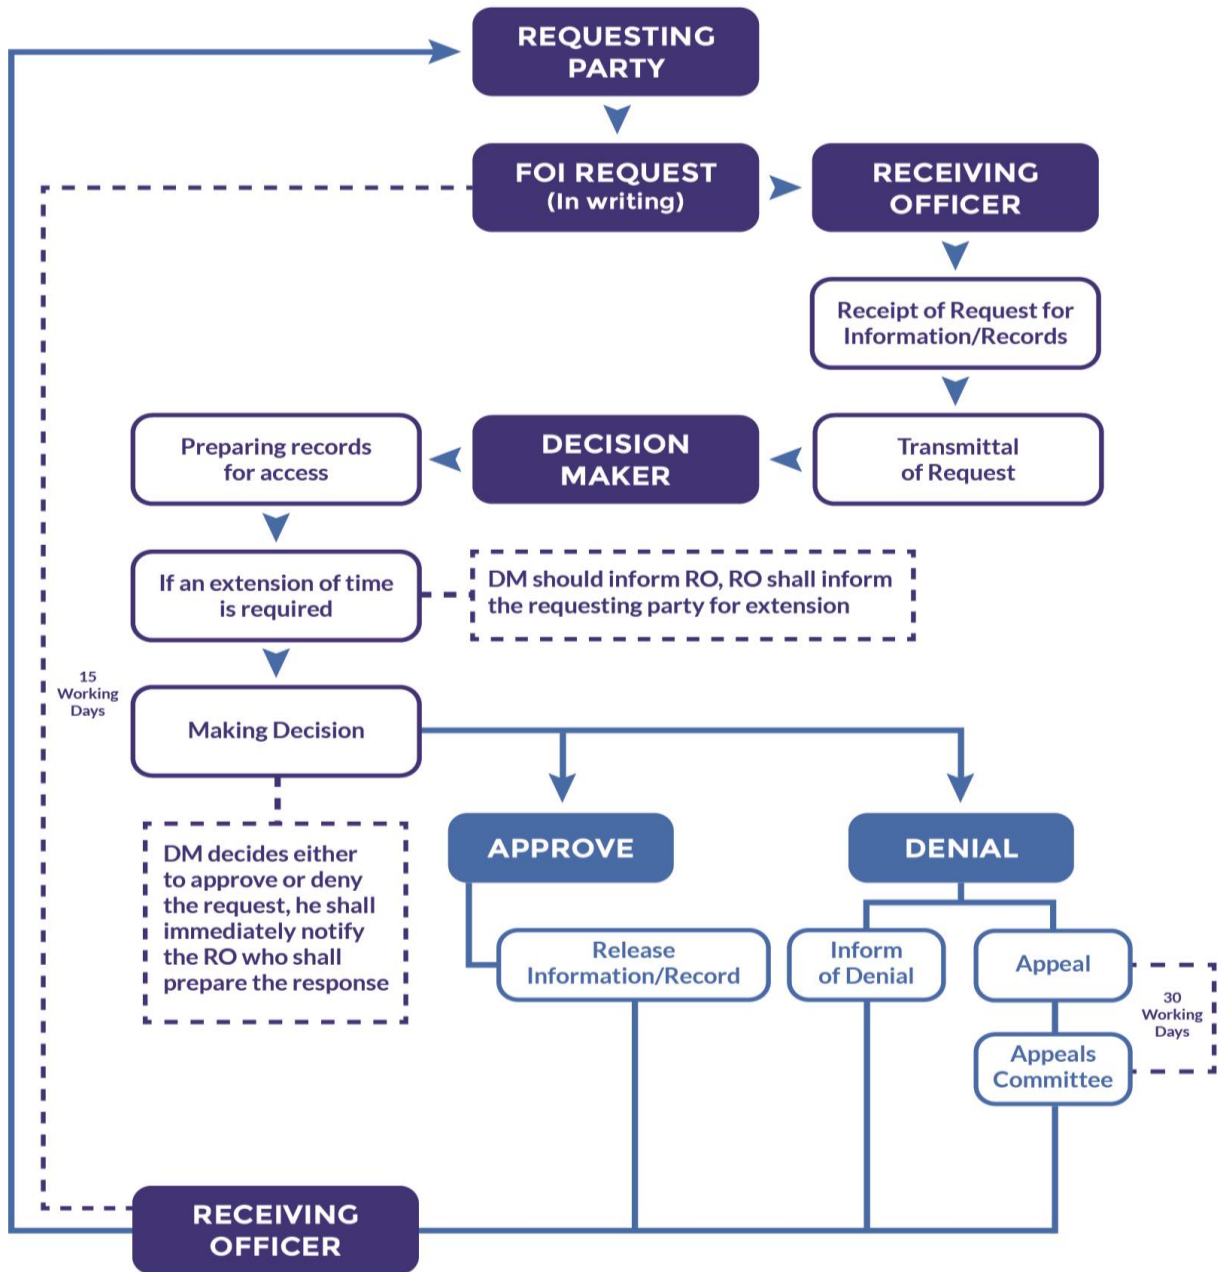 REQUESTING
PARTY
FOI REQUEST
(In writing)
RECEIVING
OFFICER
Receipt of Request for
Information/Records
Transmittal
of Request
DECISION
MAKER
Preparing records
for access
If an extension of time
is required
DM should inform RO, RO shall inform
the requesting party for extension
15
Working
Days
Making Decision
DM decides either
to approve or deny
the request, he shall
immediately notify
the RO who shall
prepare the response
APPROVE
DENIAL
Release
Information/Record
Inform
of Denial
Appeal
30
Working
Days
Appeals
Committee
RECEIVING
OFFICER